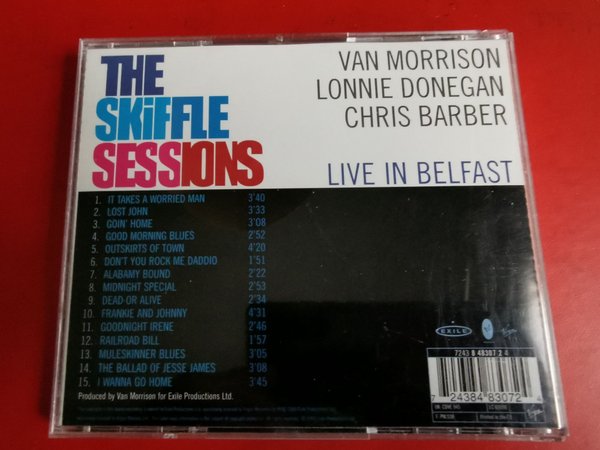 THE
SKiFFLE
SESSIONS
VAN MORRISON
LONNIE DONEGAN
CHRIS BARBER
LIVE IN BELFAST
1. IT TAKES A WORRIED MAN 3'40
2. LOST JOHN 3'33
3. GOIN' HOME 3'08
4. GOOD MORNING BLUES 2'52
5. OUTSKIRTS OF TOWN 4'20
6. DON'T YOU ROCK ME DADDIO 1'51
7. ALABAMY BOUND 2'22
8. MIDNIGHT SPECIAL 2'53
9. DEAD OR ALIVE 2'34
10. FRANKIE AND JOHNNY 4'31
11. GOODNIGHT IRENE 2'46
12. RAILROAD BILL 1'57
13. MULESKINNER BLUES 3'05
14. THE BALLAD OF JESSE JAMES 3'08
15. I WANNA GO HOME 3'45
Produced by Van Morrison for Exile Productions Ltd.
EXILE
Virgin
7243 8 48307 2 4
7 24384 83072 4
Virgin